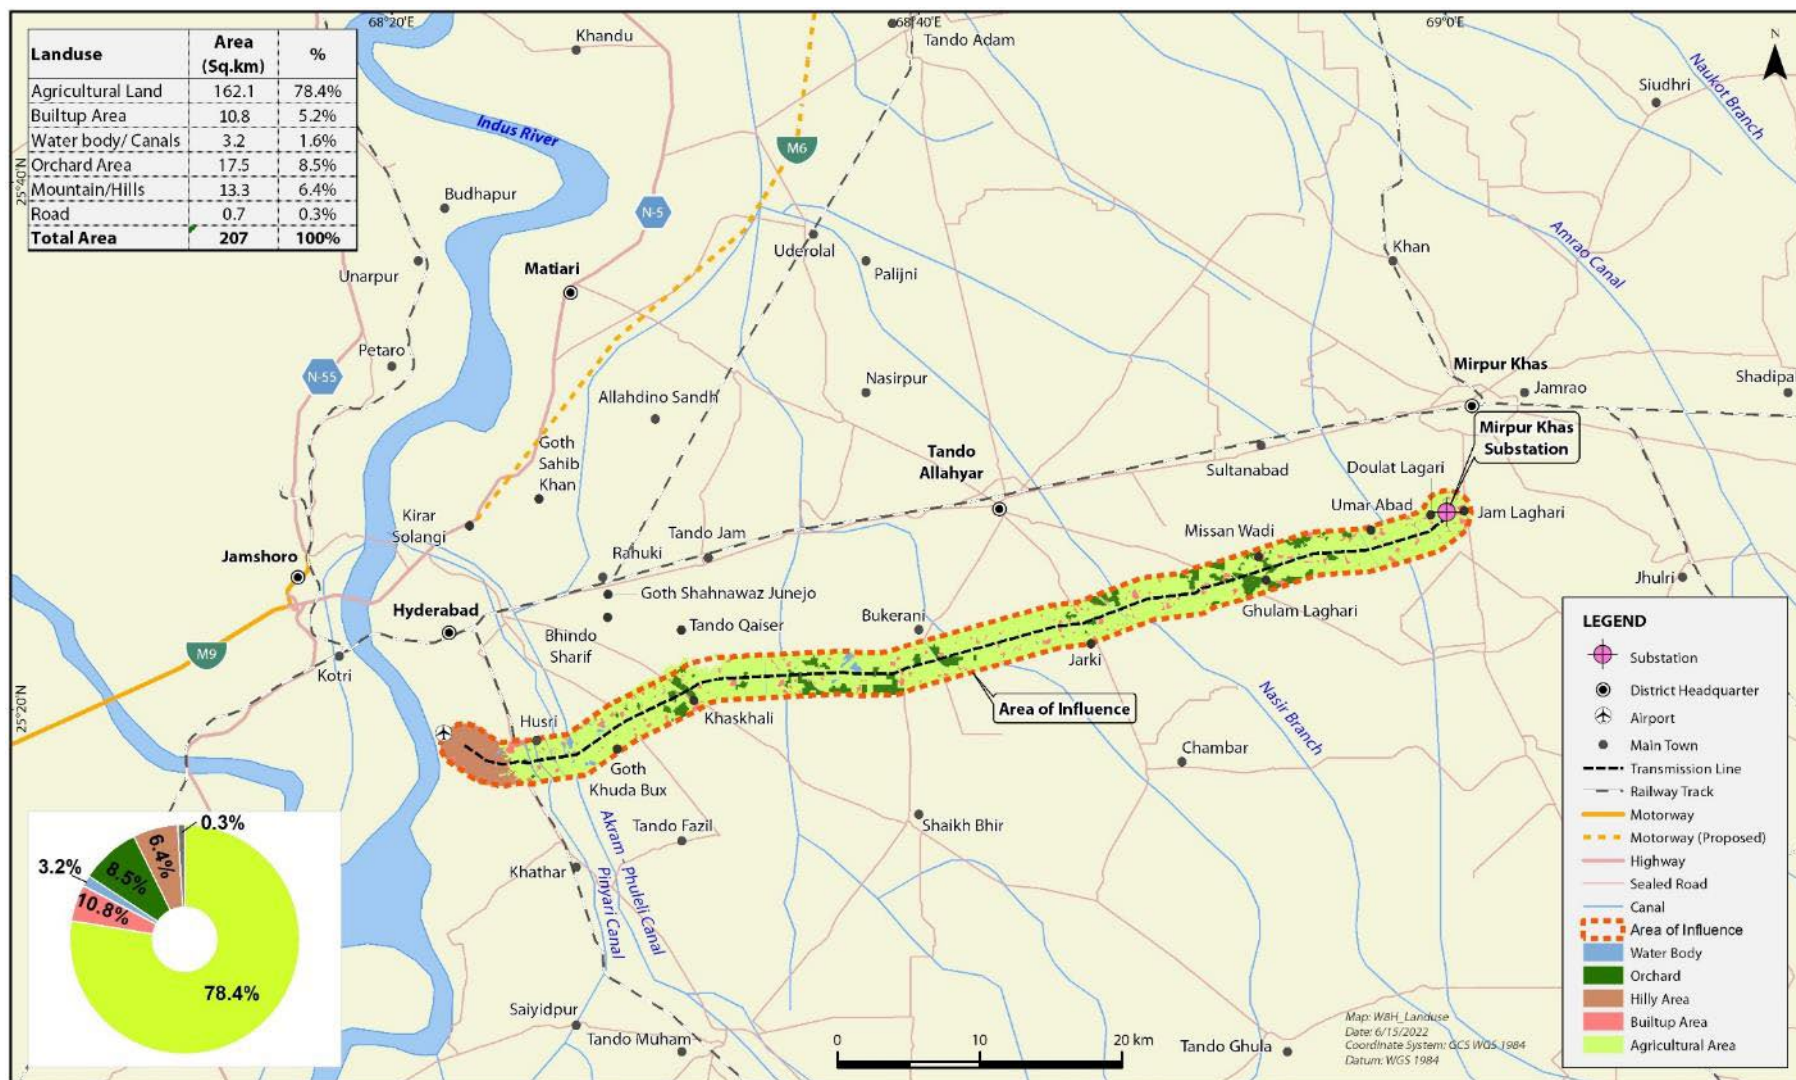 68°20'E
68°40'E
69°0'E
25°40'N
25°20'N
Landuse Area (Sq.km) %
Agricultural Land 162.1 78.4%
Builtup Area 10.8 5.2%
Water body/ Canals 3.2 1.6%
Orchard Area 17.5 8.5%
Mountain/Hills 13.3 6.4%
Road 0.7 0.3%
Total Area 207 100%
Khandu
Tando Adam
N
Siudhri
Naukot Branch
Indus River
M6
Budhapur
N-5
Uderolal
Palijni
Khan
Amrao Canal
Unarpur
Matiari
Petaro
N-55
Nasirpur
Allahdino Sandh
Mirpur Khas
Jamrao
Shadipal
Mirpur Khas
Substation
Goth
Sahib
Khan
Tando
Allahyar
Sultanabad
Doulat Lagari
Umar Abad
Jam Laghari
Kirar
Solangi
Rahuki
Tando Jam
Missan Wadi
Jamshoro
Goth Shahnawaz Junejo
Jhulri
Hyderabad
Bhindo
Sharif
Tando Qaiser
Bukerani
Ghulam Laghari
M9
Kotri
Jarki
Husri
Khaskhali
Area of Influence
Nasir Branch
Chambar
Goth
Khuda Bux
Akram - Phuleli Canal
Pinyari Canal
Tando Fazil
Shaikh Bhir
Khathar
Saiyidpur
Tando Muham
Tando Ghula
0.3%
6.4%
8.5%
3.2%
10.8%
78.4%
0 10 20 km
Map: WBH_Landuse
Date: 6/15/2022
Coordinate System: GCS WGS 1984
Datum: WGS 1984
LEGEND
Substation
District Headquarter
Airport
Main Town
Transmission Line
Railway Track
Motorway
Motorway (Proposed)
Highway
Sealed Road
Canal
Area of Influence
Water Body
Orchard
Hilly Area
Builtup Area
Agricultural Area